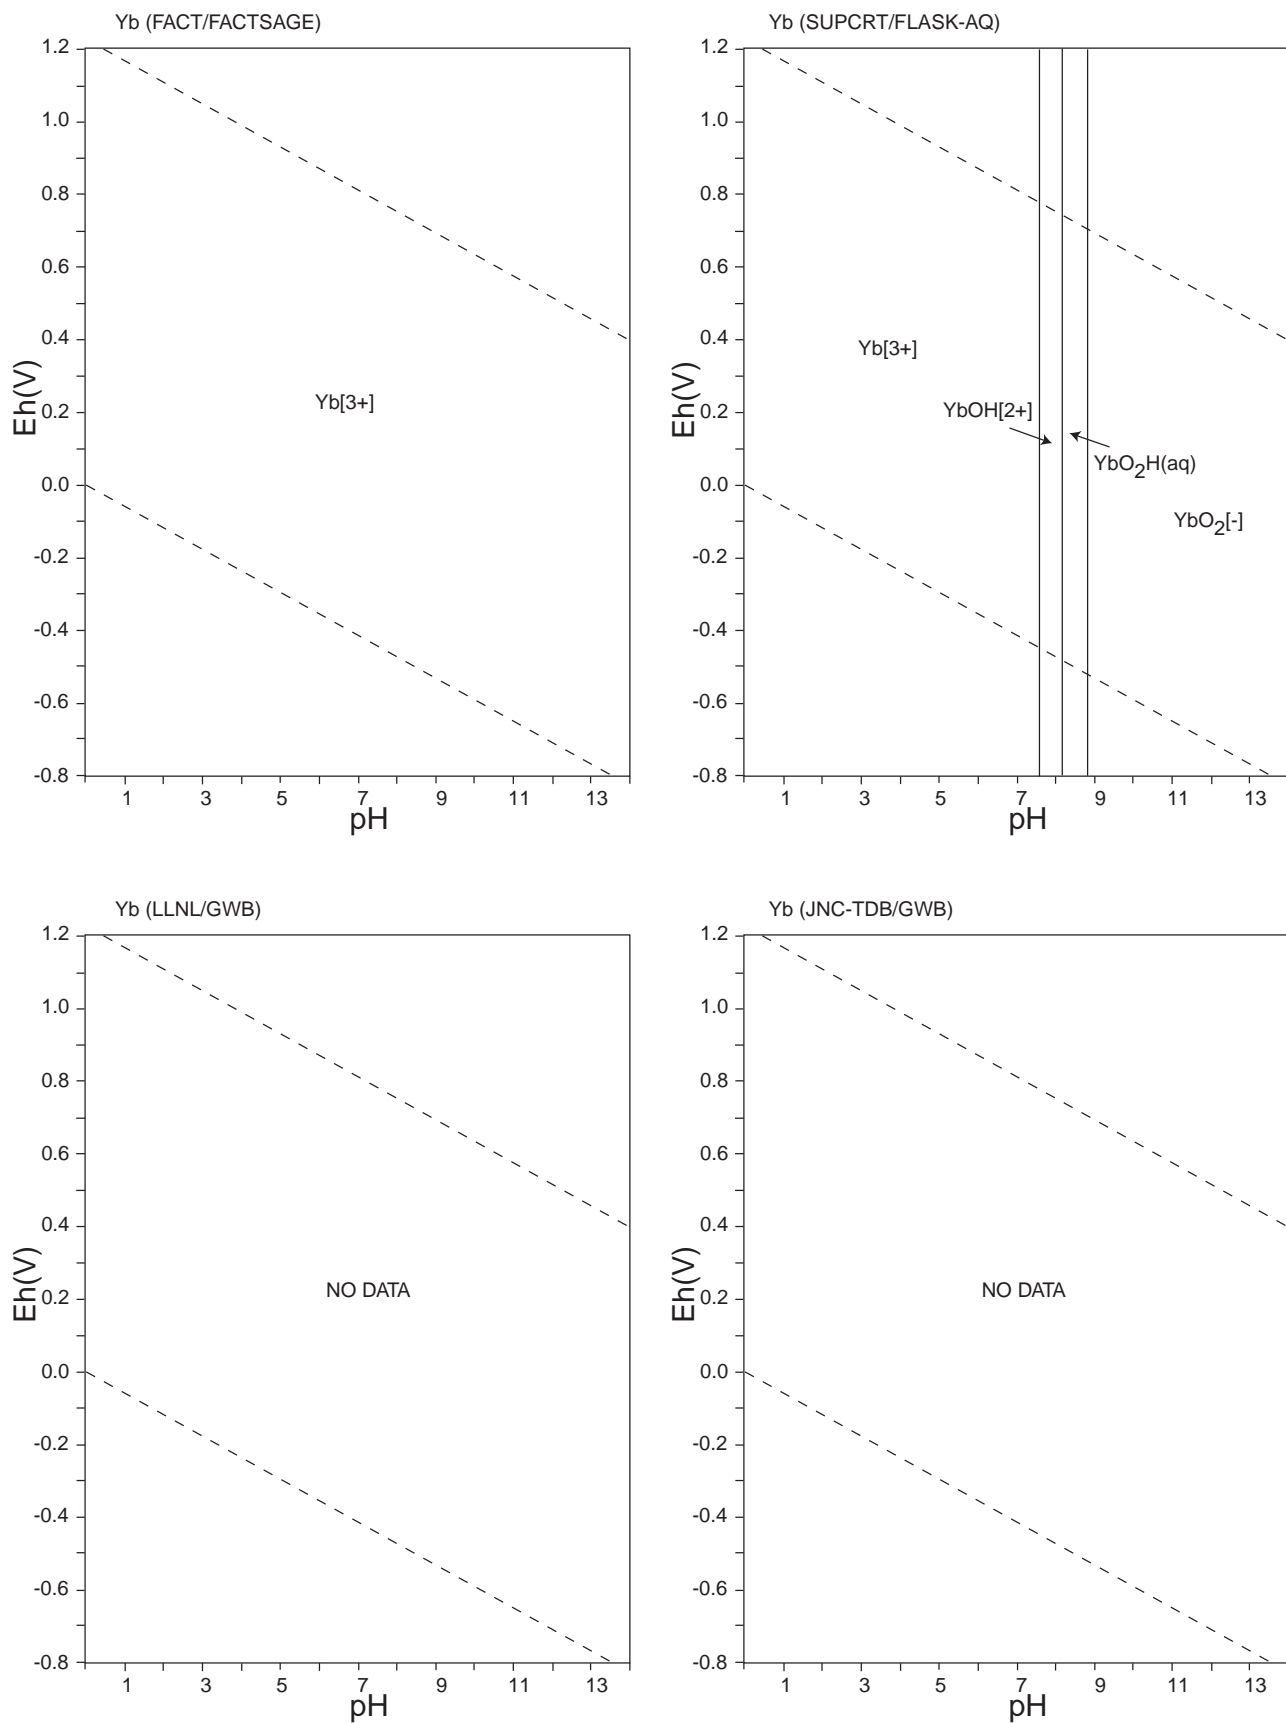 Yb (FACT/FACTSAGE)
1.2
1.0
0.8
0.6
0.4
0.2
0.0
-0.2
-0.4
-0.6
-0.8
Eh(V)
Yb[3+]
1 3 5 7 9 11 13
pH
Yb (SUPCRT/FLASK-AQ)
1.2
1.0
0.8
0.6
0.4
0.2
0.0
-0.2
-0.4
-0.6
-0.8
Eh(V)
Yb[3+]
YbOH[2+]
YbO2H(aq)
YbO2[-]
1 3 5 7 9 11 13
pH
Yb (LLNL/GWB)
1.2
1.0
0.8
0.6
0.4
0.2
0.0
-0.2
-0.4
-0.6
-0.8
Eh(V)
NO DATA
1 3 5 7 9 11 13
pH
Yb (JNC-TDB/GWB)
1.2
1.0
0.8
0.6
0.4
0.2
0.0
-0.2
-0.4
-0.6
-0.8
Eh(V)
NO DATA
1 3 5 7 9 11 13
pH